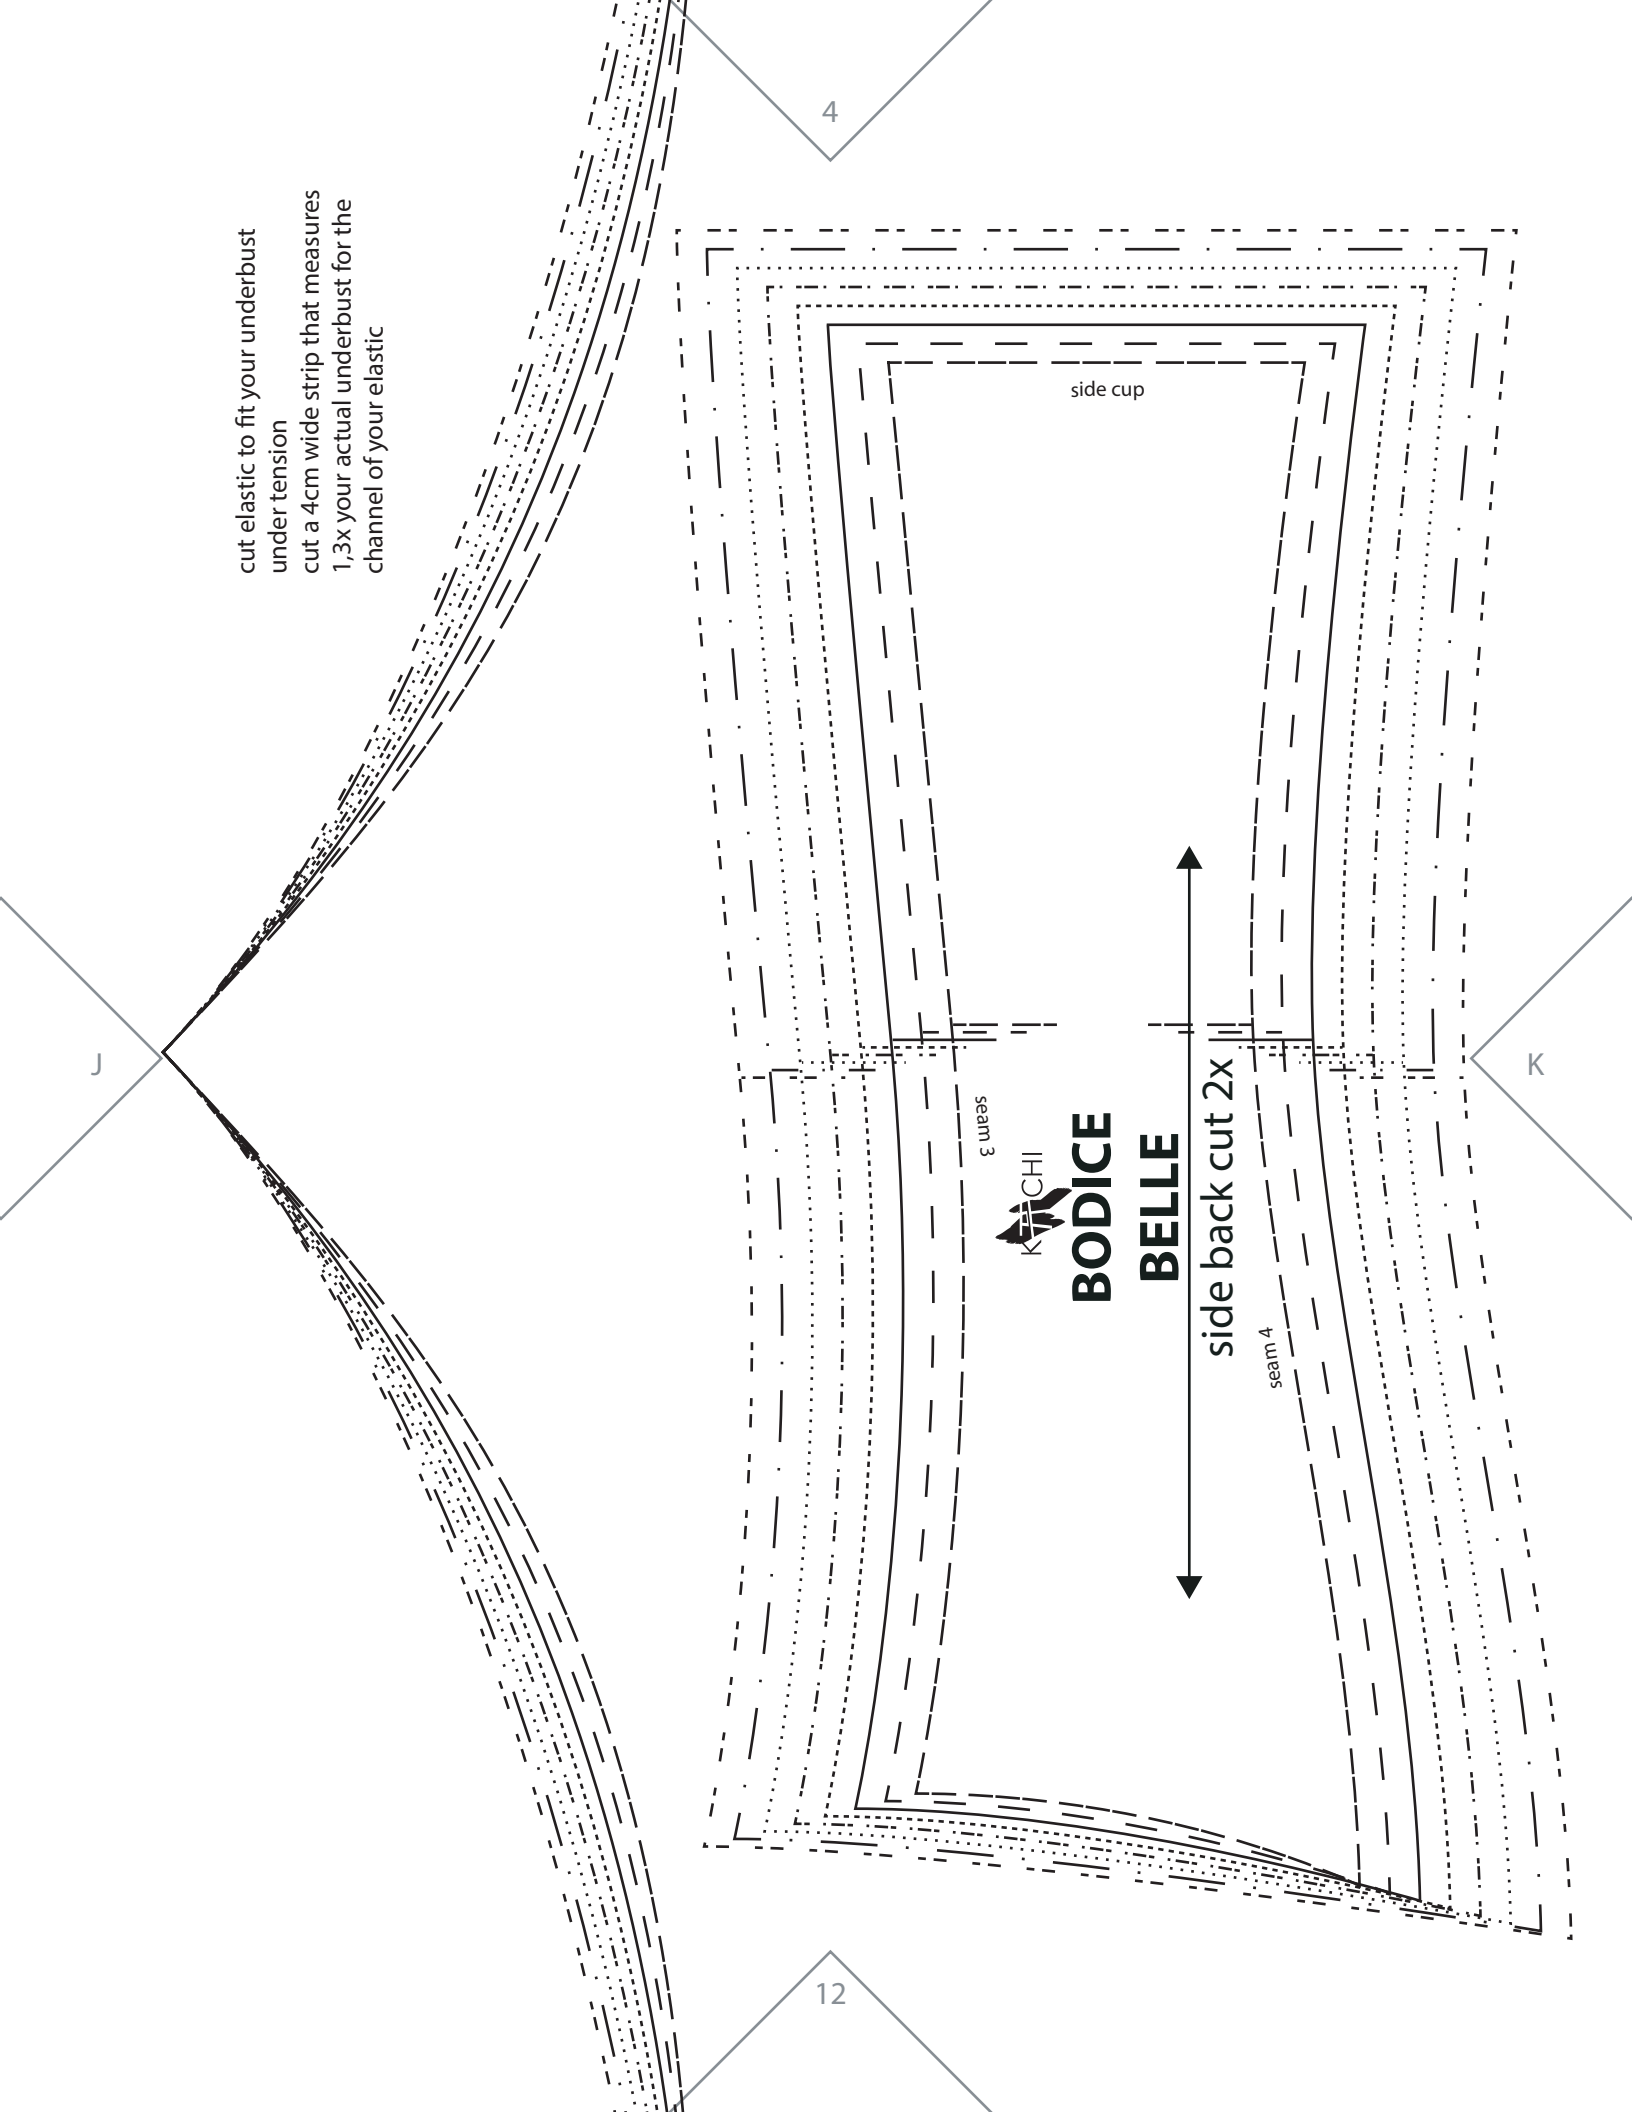 4
cut elastic to fit your underbust
under tension
cut a 4cm wide strip that measures
1,3x your actual underbust for the
channel of your elastic
side cup
J
K
seam 3
CHI
BODICE
BELLE
side back cut 2x
seam 4
12